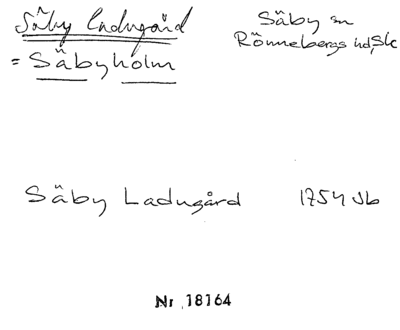 Säby Ladugård
Säby sn
Rönnebergs hd, Sk
= Säbyholm
Säby Ladugård 1754 Jb
Nr 18164